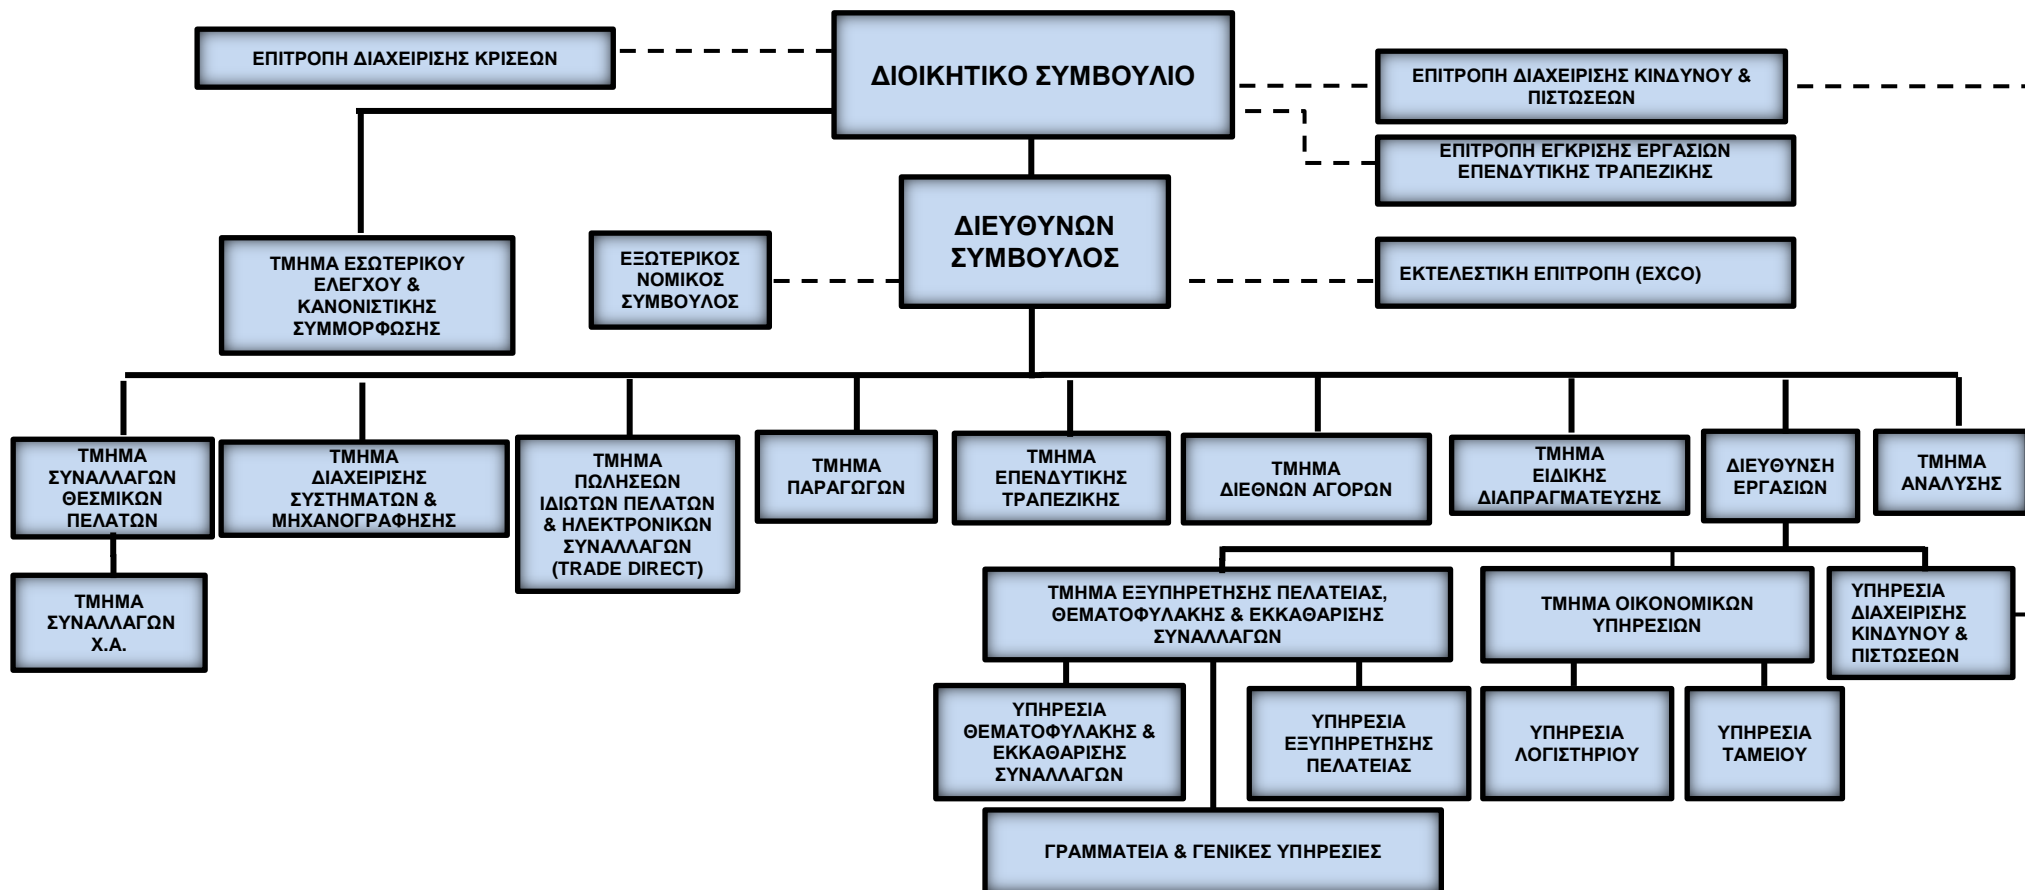 ΕΠΙΤΡΟΠΗ ΔΙΑΧΕΙΡΙΣΗΣ ΚΡΙΣΕΩΝ
ΔΙΟΙΚΗΤΙΚΟ ΣΥΜΒΟΥΛΙΟ
ΕΠΙΤΡΟΠΗ ΔΙΑΧΕΙΡΙΣΗΣ ΚΙΝΔΥΝΟΥ &
ΠΙΣΤΩΣΕΩΝ
ΕΠΙΤΡΟΠΗ ΕΓΚΡΙΣΗΣ ΕΡΓΑΣΙΩΝ
ΕΠΕΝΔΥΤΙΚΗΣ ΤΡΑΠΕΖΙΚΗΣ
ΔΙΕΥΘΥΝΩΝ
ΣΥΜΒΟΥΛΟΣ
ΤΜΗΜΑ ΕΣΩΤΕΡΙΚΟΥ
ΕΛΕΓΧΟΥ &
ΚΑΝΟΝΙΣΤΙΚΗΣ
ΣΥΜΜΟΡΦΩΣΗΣ
ΕΞΩΤΕΡΙΚΟΣ
ΝΟΜΙΚΟΣ
ΣΥΜΒΟΥΛΟΣ
ΕΚΤΕΛΕΣΤΙΚΗ ΕΠΙΤΡΟΠΗ (EXCO)
ΤΜΗΜΑ
ΣΥΝΑΛΛΑΓΩΝ
ΘΕΣΜΙΚΩΝ
ΠΕΛΑΤΩΝ
ΤΜΗΜΑ
ΔΙΑΧΕΙΡΙΣΗΣ
ΣΥΣΤΗΜΑΤΩΝ &
ΜΗΧΑΝΟΓΡΑΦΗΣΗΣ
ΤΜΗΜΑ
ΠΩΛΗΣΕΩΝ
ΙΔΙΩΤΩΝ ΠΕΛΑΤΩΝ
& ΗΛΕΚΤΡΟΝΙΚΩΝ
ΣΥΝΑΛΛΑΓΩΝ
(TRADE DIRECT)
ΤΜΗΜΑ
ΠΑΡΑΓΩΓΩΝ
ΤΜΗΜΑ
ΕΠΕΝΔΥΤΙΚΗΣ
ΤΡΑΠΕΖΙΚΗΣ
ΤΜΗΜΑ
ΔΙΕΘΝΩΝ ΑΓΟΡΩΝ
ΤΜΗΜΑ
ΕΙΔΙΚΗΣ
ΔΙΑΠΡΑΓΜΑΤΕΥΣΗΣ
ΔΙΕΥΘΥΝΣΗ
ΕΡΓΑΣΙΩΝ
ΤΜΗΜΑ
ΑΝΑΛΥΣΗΣ
ΤΜΗΜΑ
ΣΥΝΑΛΛΑΓΩΝ
Χ.Α.
ΤΜΗΜΑ ΕΞΥΠΗΡΕΤΗΣΗΣ ΠΕΛΑΤΕΙΑΣ,
ΘΕΜΑΤΟΦΥΛΑΚΗΣ & ΕΚΚΑΘΑΡΙΣΗΣ
ΣΥΝΑΛΛΑΓΩΝ
ΤΜΗΜΑ ΟΙΚΟΝΟΜΙΚΩΝ
ΥΠΗΡΕΣΙΩΝ
ΥΠΗΡΕΣΙΑ
ΔΙΑΧΕΙΡΙΣΗΣ
ΚΙΝΔΥΝΟΥ &
ΠΙΣΤΩΣΕΩΝ
ΥΠΗΡΕΣΙΑ
ΘΕΜΑΤΟΦΥΛΑΚΗΣ &
ΕΚΚΑΘΑΡΙΣΗΣ
ΣΥΝΑΛΛΑΓΩΝ
ΥΠΗΡΕΣΙΑ
ΕΞΥΠΗΡΕΤΗΣΗΣ
ΠΕΛΑΤΕΙΑΣ
ΥΠΗΡΕΣΙΑ
ΛΟΓΙΣΤΗΡΙΟΥ
ΥΠΗΡΕΣΙΑ
ΤΑΜΕΙΟΥ
ΓΡΑΜΜΑΤΕΙΑ & ΓΕΝΙΚΕΣ ΥΠΗΡΕΣΙΕΣ